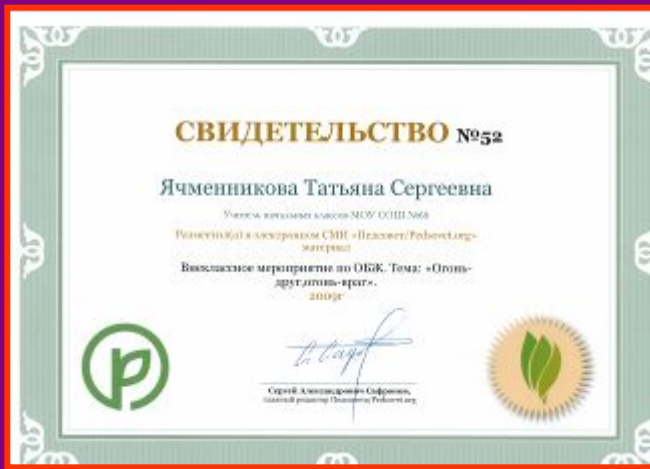 СВИДЕТЕЛЬСТВО №52
Ячменникова Татьяна Сергеевна
Учитель начальных классов МОУ СОШ №68
Разместил(а) в электронном СМИ «Педсовет/Pedsovet.org»
материал
Внеклассное мероприятие по ОБЖ. Тема: «Огонь-
друг,огонь-враг».
2009г
Сергей Александрович Сафронов,
главный редактор Педсовета/Pedsovet.org